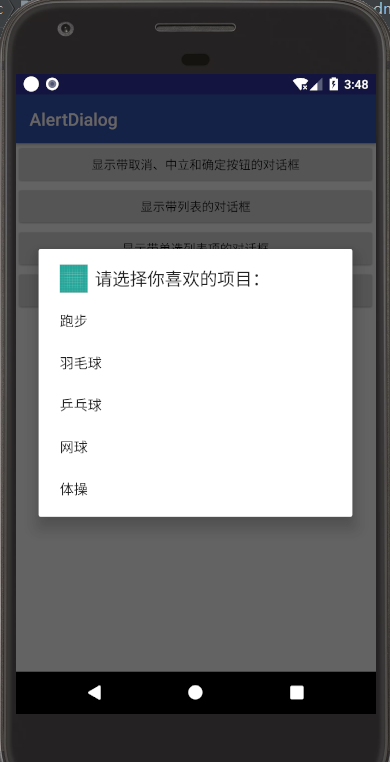 3:48
AlertDialog
显示带取消、中立和确定按钮的对话框
显示带列表的对话框
显示带单选列表项的对话框
请选择你喜欢的项目：
跑步
羽毛球
乒乓球
网球
体操